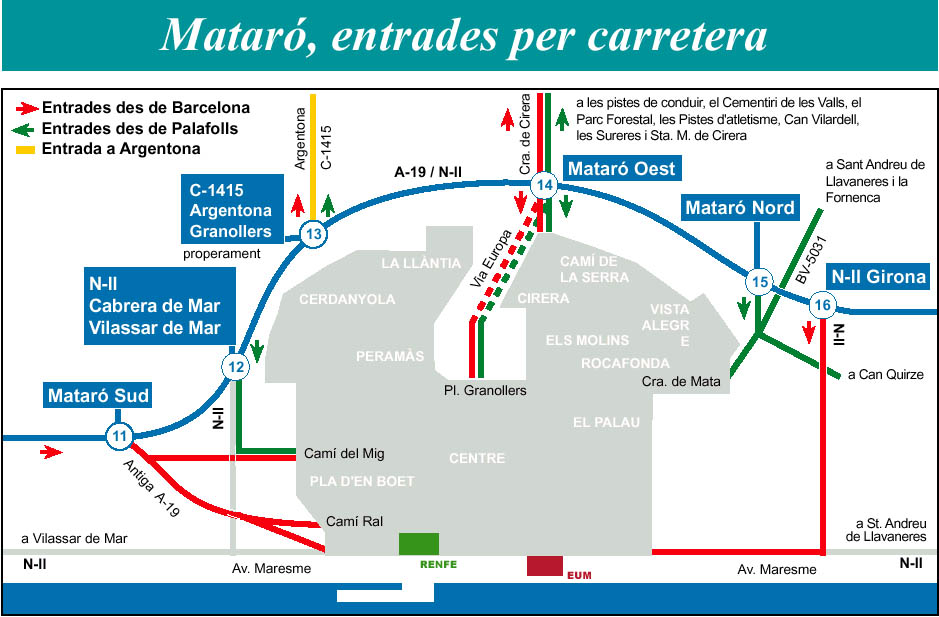 Mataró, entrades per carretera
Entrades des de Barcelona
Entrades des de Palafolls
Entrada a Argentona
Argentona
C-1415
Cra. de Cirera
a les pistes de conduir, el Cementiri de les Valls, el
Parc Forestal, les Pistes d'atletisme, Can Vilardell,
les Sureres i Sta. M. de Cirera
A-19 / N-II
14
Mataró Oest
a Sant Andreu de
Llavaneres i la
Fornenca
C-1415
Argentona
Granollers
properament
13
Mataró Nord
BV-5031
Via Europa
LA LLÀNTIA
CAMÍ DE
LA SERRA
N-II
Cabrera de Mar
Vilassar de Mar
CERDANYOLA
CIRERA
15
N-II Girona
16
VISTA
ALEGR
E
N-II
ELS MOLINS
PERAMÀS
ROCAFONDA
12
Pl. Granollers
Cra. de Mata
a Can Quirze
Mataró Sud
N-II
11
EL PALAU
Camí del Mig
CENTRE
Antiga A-19
PLA D'EN BOET
Camí Ral
a Vilassar de Mar
a St. Andreu
de Llavaneres
N-II
Av. Maresme
RENFE
EUM
Av. Maresme
N-II